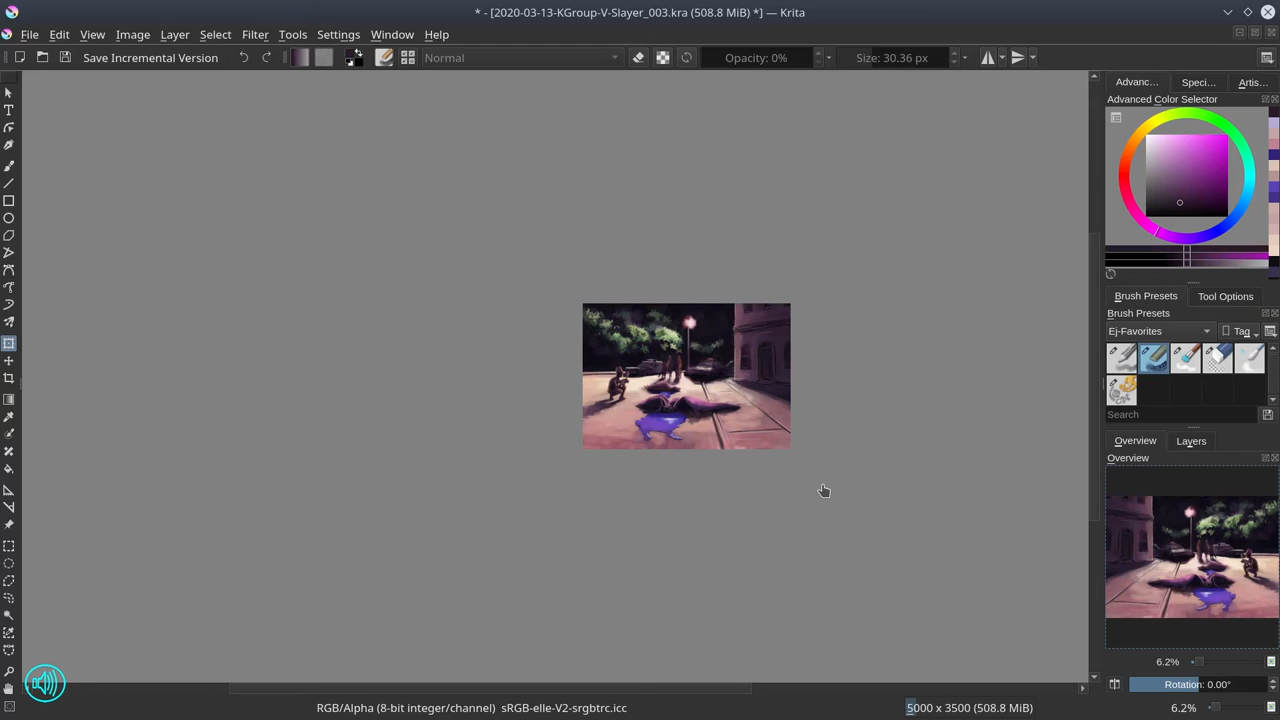 * - [2020-03-13-KGroup-V-Slayer_003.kra (508.8 MiB) *] — Krita
File Edit View Image Layer Select Filter Tools Settings Window Help
Save Incremental Version Normal Opacity: 0% Size: 30.36 px
Advanc... Speci... Artis...
Advanced Color Selector
Brush Presets Tool Options
Brush Presets
Ej-Favorites Tag
Search
Overview Layers
Overview
6.2%
Rotation: 0.00°
RGB/Alpha (8-bit integer/channel) sRGB-elle-V2-srgbtrc.icc 5000 x 3500 (508.8 MiB) 6.2%